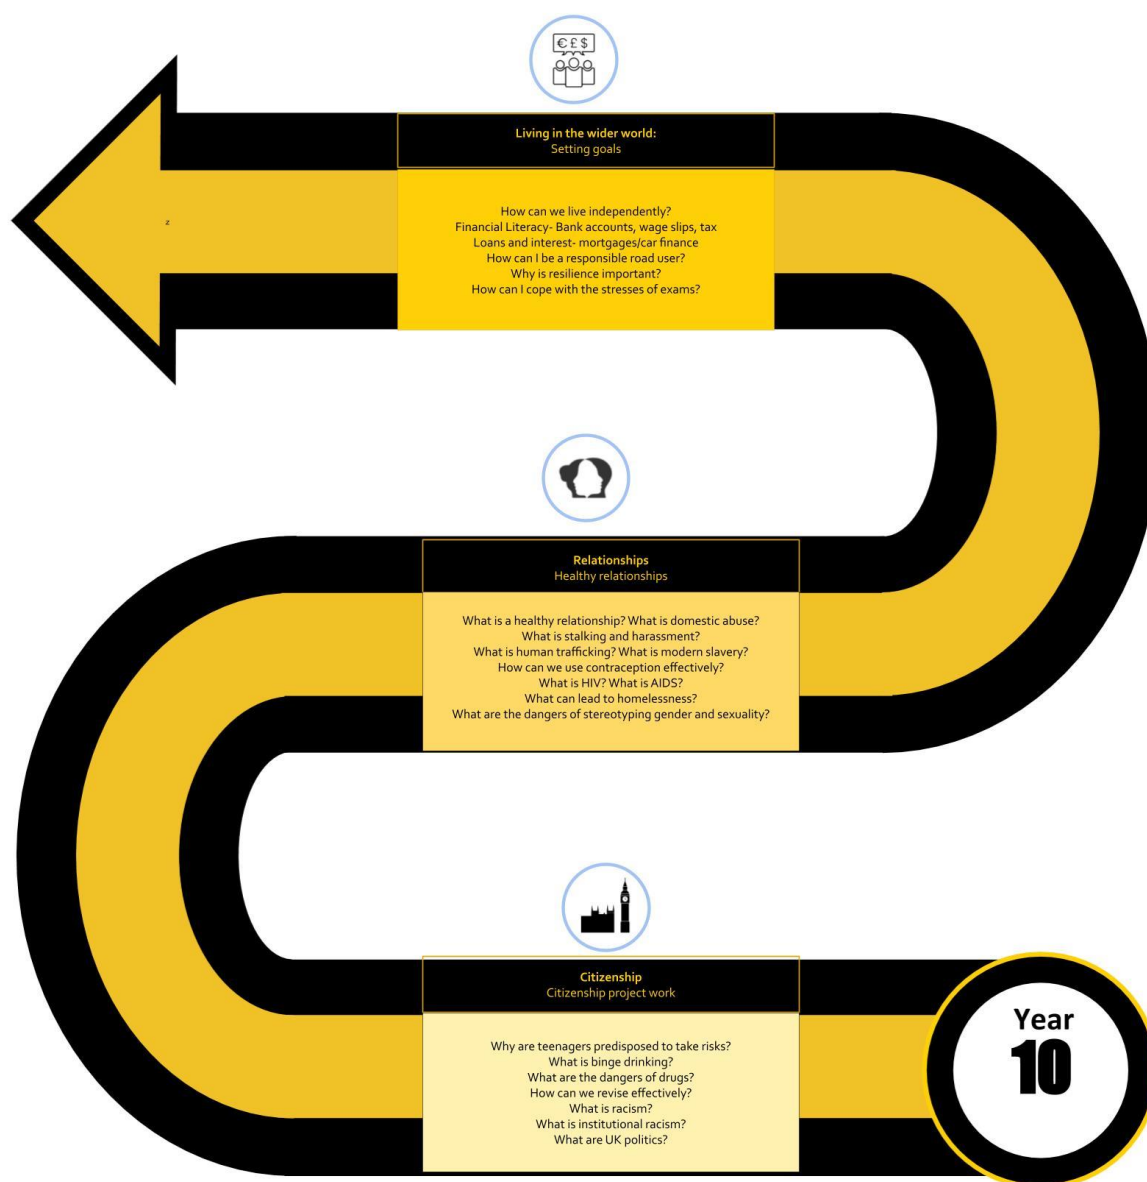 €£$
Living in the wider world:
Setting goals
z
How can we live independently?
Financial Literacy- Bank accounts, wage slips, tax
Loans and interest- mortgages/car finance
How can I be a responsible road user?
Why is resilience important?
How can I cope with the stresses of exams?
Relationships
Healthy relationships
What is a healthy relationship? What is domestic abuse?
What is stalking and harassment?
What is human trafficking? What is modern slavery?
How can we use contraception effectively?
What is HIV? What is AIDS?
What can lead to homelessness?
What are the dangers of stereotyping gender and sexuality?
Citizenship
Citizenship project work
Why are teenagers predisposed to take risks?
What is binge drinking?
What are the dangers of drugs?
How can we revise effectively?
What is racism?
What is institutional racism?
What are UK politics?
Year
10